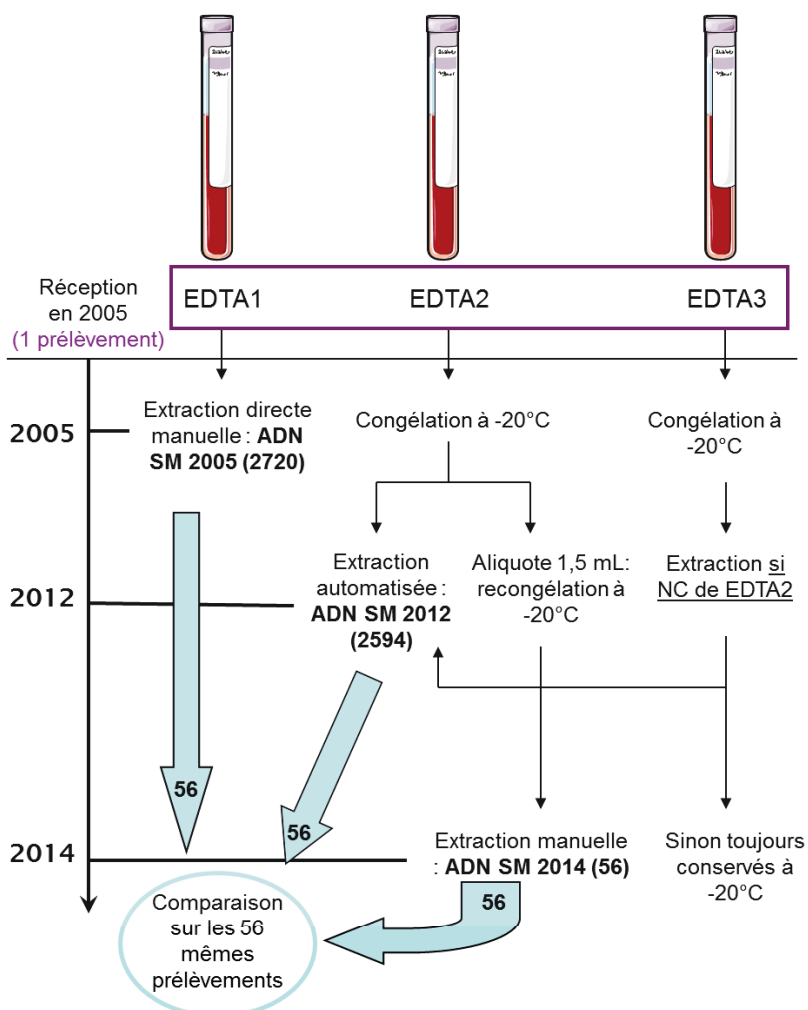 Réception
en 2005
(1 prélèvement)
EDTA1
EDTA2
EDTA3
2005
Extraction directe
manuelle : ADN
SM 2005 (2720)
Congélation à -20°C
Congélation à
-20°C
2012
Extraction
automatisée :
ADN SM 2012
(2594)
Aliquote 1,5 mL:
recongélation à
-20°C
Extraction si
NC de EDTA2
56
56
2014
Extraction manuelle
: ADN SM 2014 (56)
Sinon toujours
conservés à
-20°C
56
Comparaison
sur les 56
mêmes
prélèvements